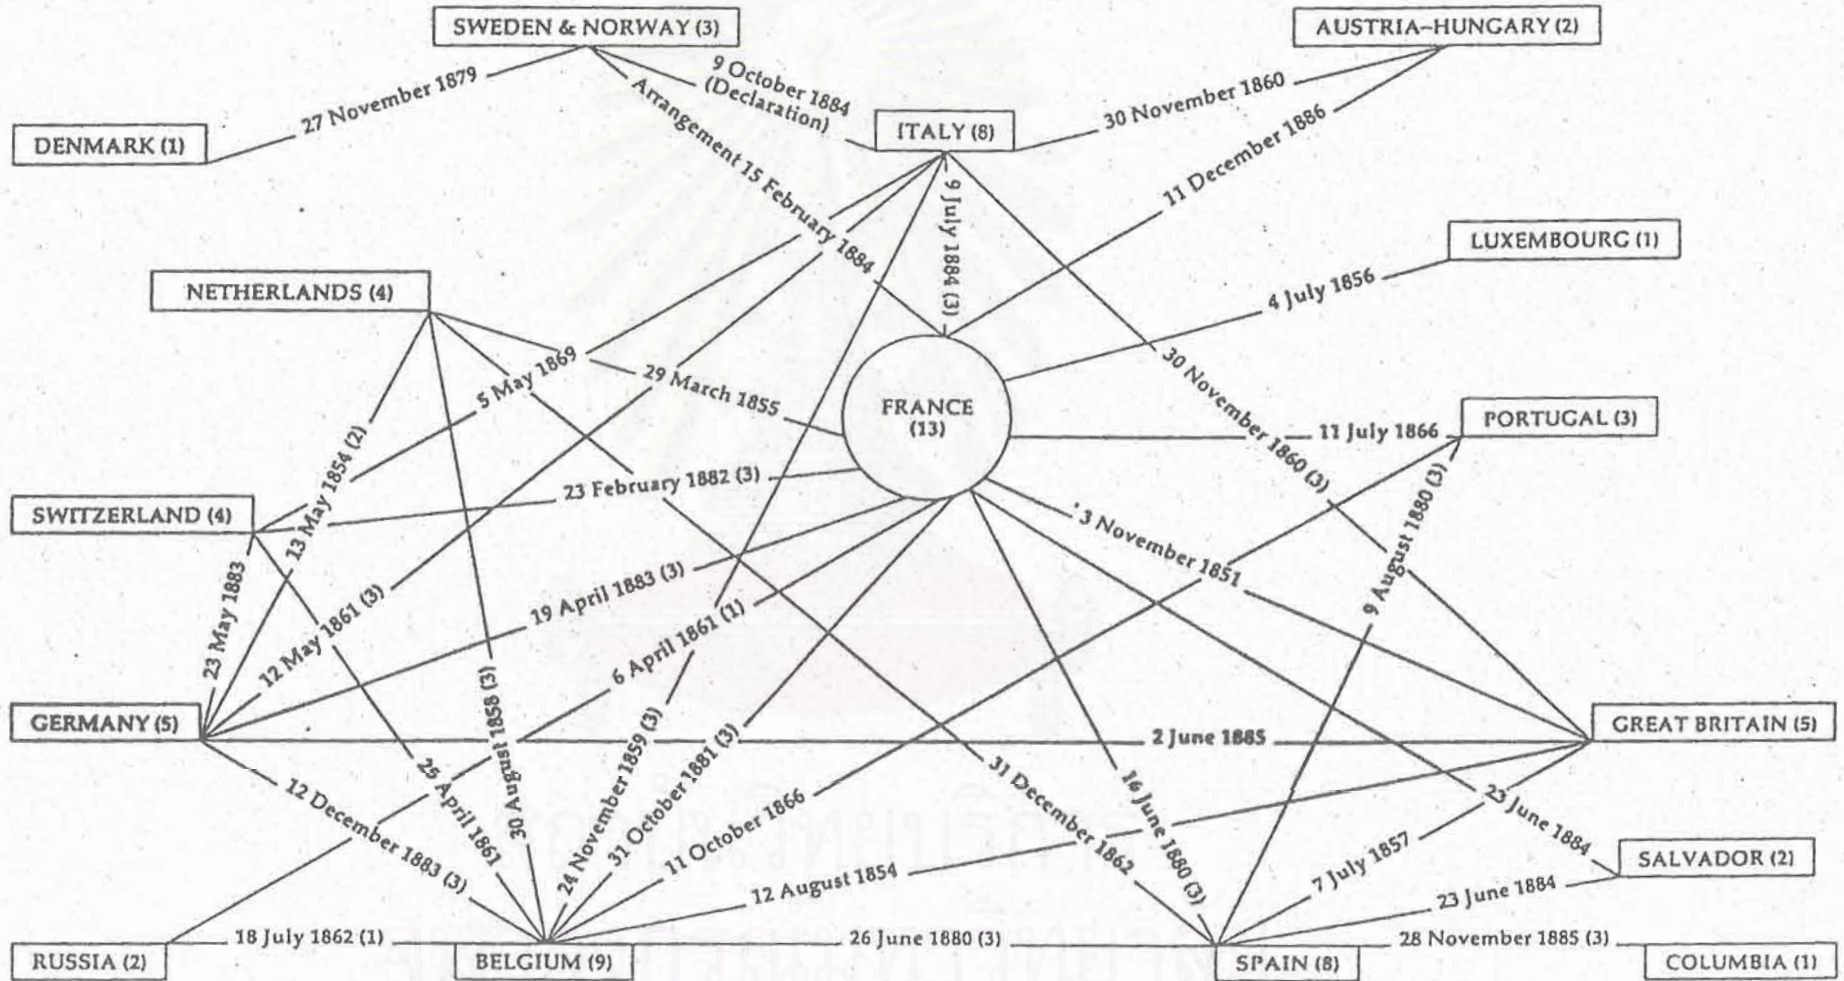 SWEDEN & NORWAY (3)
AUSTRIA–HUNGARY (2)
27 November 1879
9 October 1884
(Declaration)
30 November 1860
DENMARK (1)
ITALY (8)
Arrangement 15 February 1884
9 July 1884 (3)
11 December 1886
LUXEMBOURG (1)
NETHERLANDS (4)
4 July 1856
5 May 1869
29 March 1855
30 November 1860 (3)
FRANCE
(13)
11 July 1866
PORTUGAL (3)
13 May 1854 (2)
23 February 1882 (3)
SWITZERLAND (4)
3 November 1851
9 August 1880 (3)
23 May 1883
12 May 1861 (3)
19 April 1883 (3)
6 April 1861 (1)
GERMANY (5)
GREAT BRITAIN (5)
2 June 1885
12 December 1883 (3)
25 April 1861
30 August 1858 (3)
24 November 1859 (3)
31 October 1881 (3)
11 October 1866
31 December 1862
16 June 1880 (3)
23 June 1884
12 August 1854
7 July 1857
SALVADOR (2)
23 June 1884
18 July 1862 (1)
26 June 1880 (3)
28 November 1885 (3)
RUSSIA (2)
BELGIUM (9)
SPAIN (8)
COLUMBIA (1)